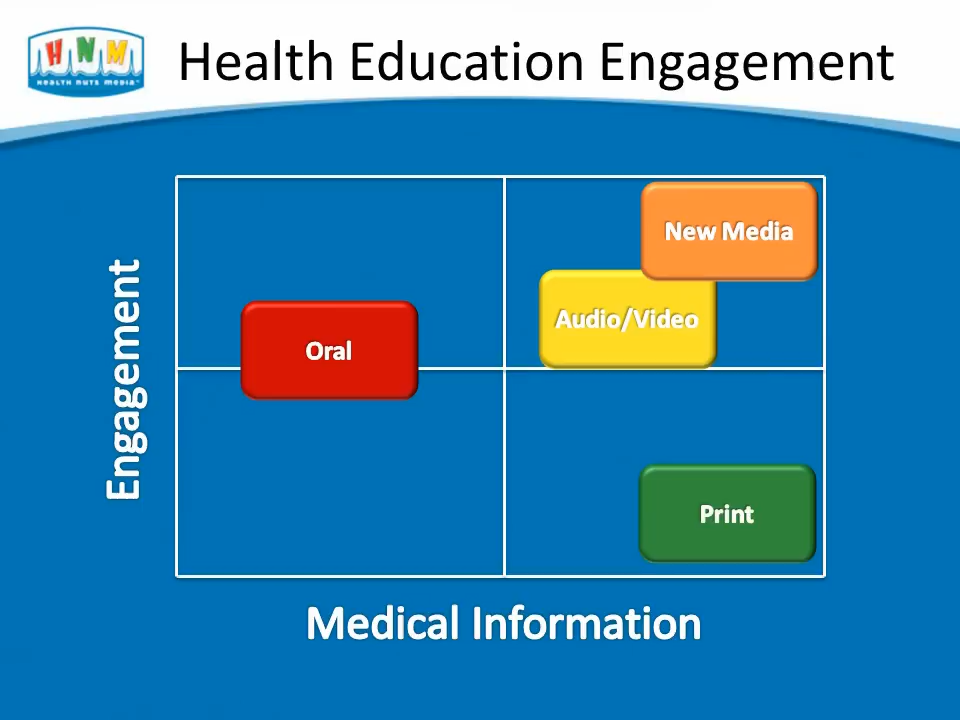 HNM
HEALTH NUTS MEDIA
Health Education Engagement
New Media
Audio/Video
Oral
Engagement
Print
Medical Information